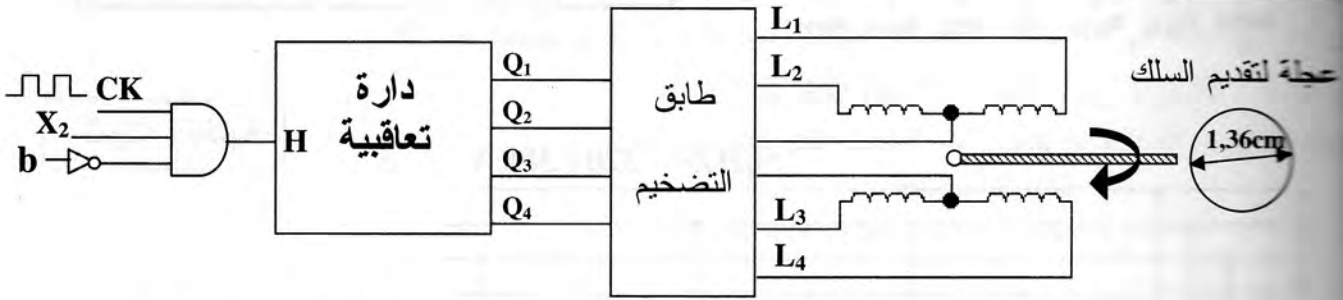 L₁
L₂
عجلة لتقديم السلك
1,36cm
CK
X₂
b
H
دارة
تعاقبية
Q₁
Q₂
Q₃
Q₄
طابق
التضخيم
L₃
L₄